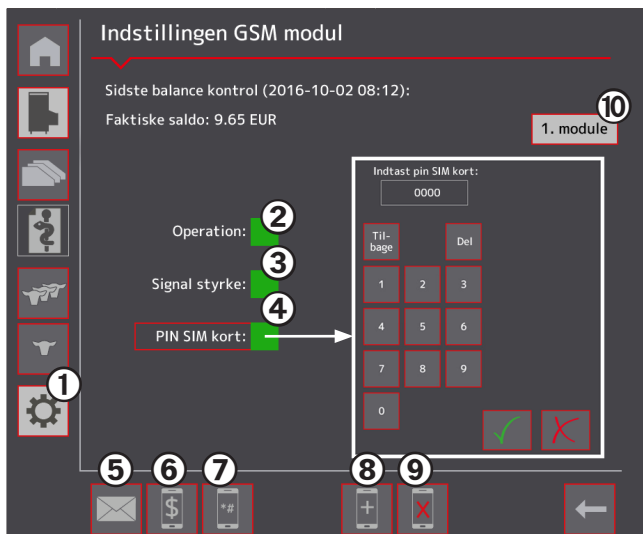 Indstillingen GSM modul
Sidste balance kontrol (2016-10-02 08:12):
Faktiske saldo: 9.65 EUR
10
1. module
Indtast pin SIM kort:
0000
2
Operation:
Til-
bage
Del
3
Signal styrke:
1 2 3
4
PIN SIM kort:
4 5 6
7 8 9
1
0
5 6 7 8 9
$ *# +